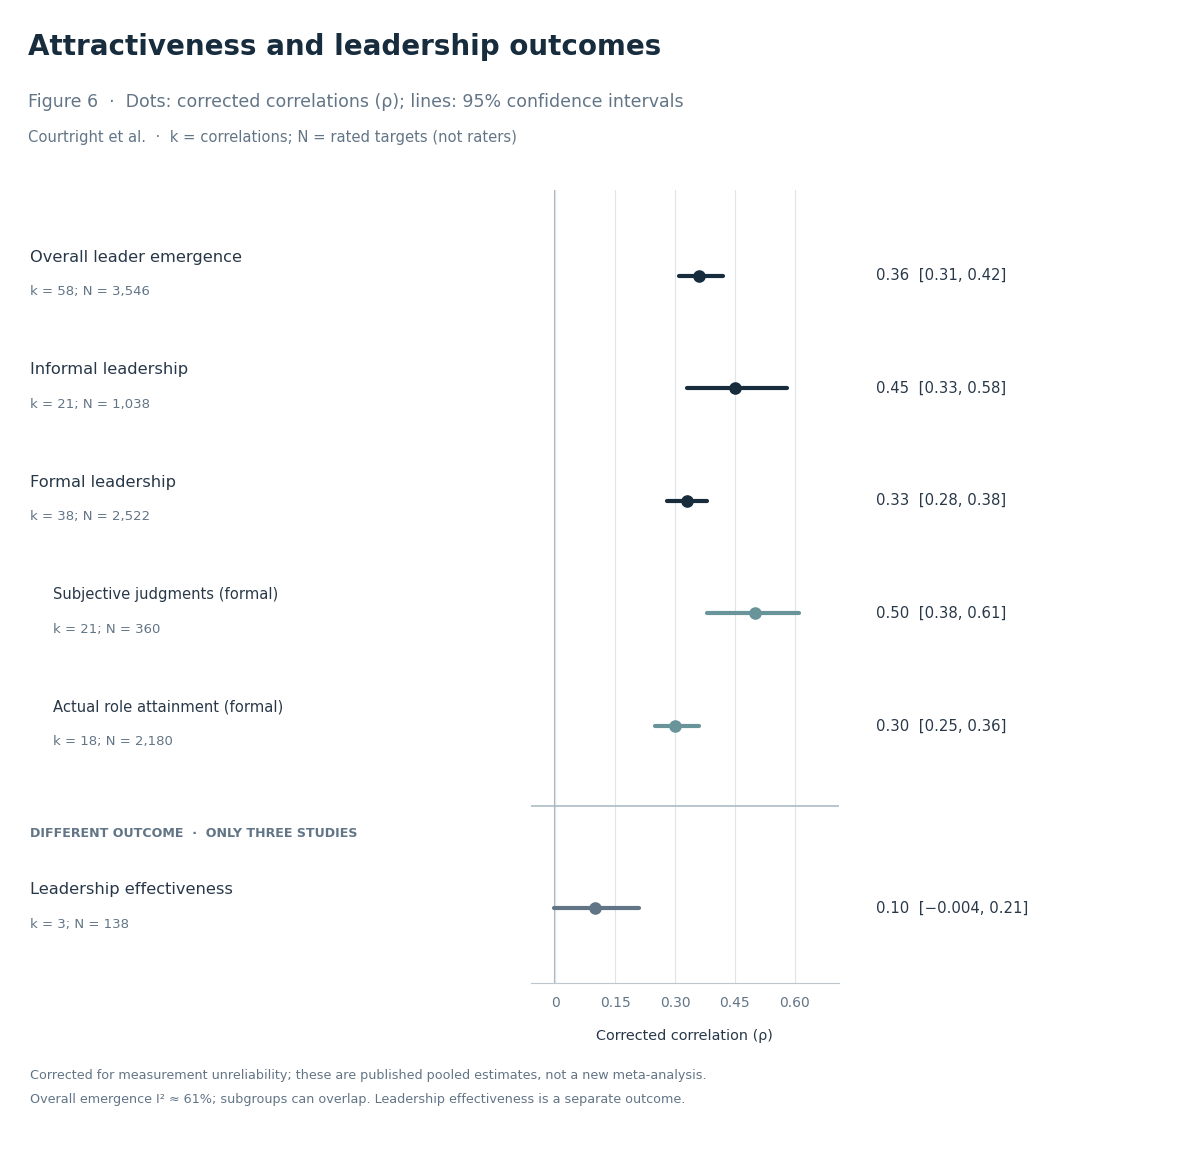 Attractiveness and leadership outcomes
Figure 6 · Dots: corrected correlations (ρ); lines: 95% confidence intervals
Courtright et al. · k = correlations; N = rated targets (not raters)
Overall leader emergence
k = 58; N = 3,546
0.36 [0.31, 0.42]
Informal leadership
k = 21; N = 1,038
0.45 [0.33, 0.58]
Formal leadership
k = 38; N = 2,522
0.33 [0.28, 0.38]
Subjective judgments (formal)
k = 21; N = 360
0.50 [0.38, 0.61]
Actual role attainment (formal)
k = 18; N = 2,180
0.30 [0.25, 0.36]
DIFFERENT OUTCOME · ONLY THREE STUDIES
Leadership effectiveness
k = 3; N = 138
0.10 [−0.004, 0.21]
0 0.15 0.30 0.45 0.60
Corrected correlation (ρ)
Corrected for measurement unreliability; these are published pooled estimates, not a new meta-analysis.
Overall emergence I² ≈ 61%; subgroups can overlap. Leadership effectiveness is a separate outcome.